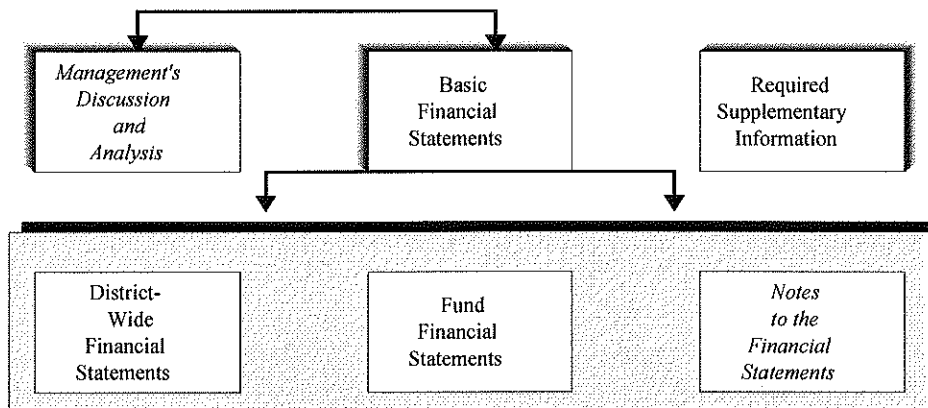 Management's
Discussion
and
Analysis
Basic
Financial
Statements
Required
Supplementary
Information
District-
Wide
Financial
Statements
Fund
Financial
Statements
Notes
to the
Financial
Statements